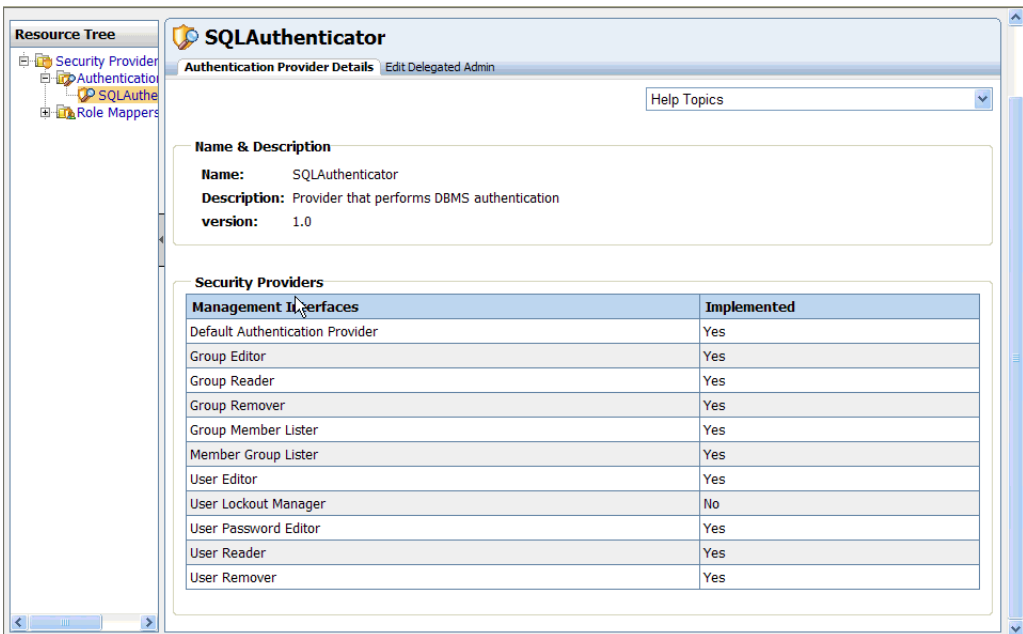 Resource Tree
Security Provider
Authentication
SQLAuthe
Role Mappers
SQLAuthenticator
Authentication Provider Details Edit Delegated Admin
Help Topics
Name & Description
Name: SQLAuthenticator
Description: Provider that performs DBMS authentication
version: 1.0
Security Providers
Management Interfaces Implemented
Default Authentication Provider Yes
Group Editor Yes
Group Reader Yes
Group Remover Yes
Group Member Lister Yes
Member Group Lister Yes
User Editor Yes
User Lockout Manager No
User Password Editor Yes
User Reader Yes
User Remover Yes